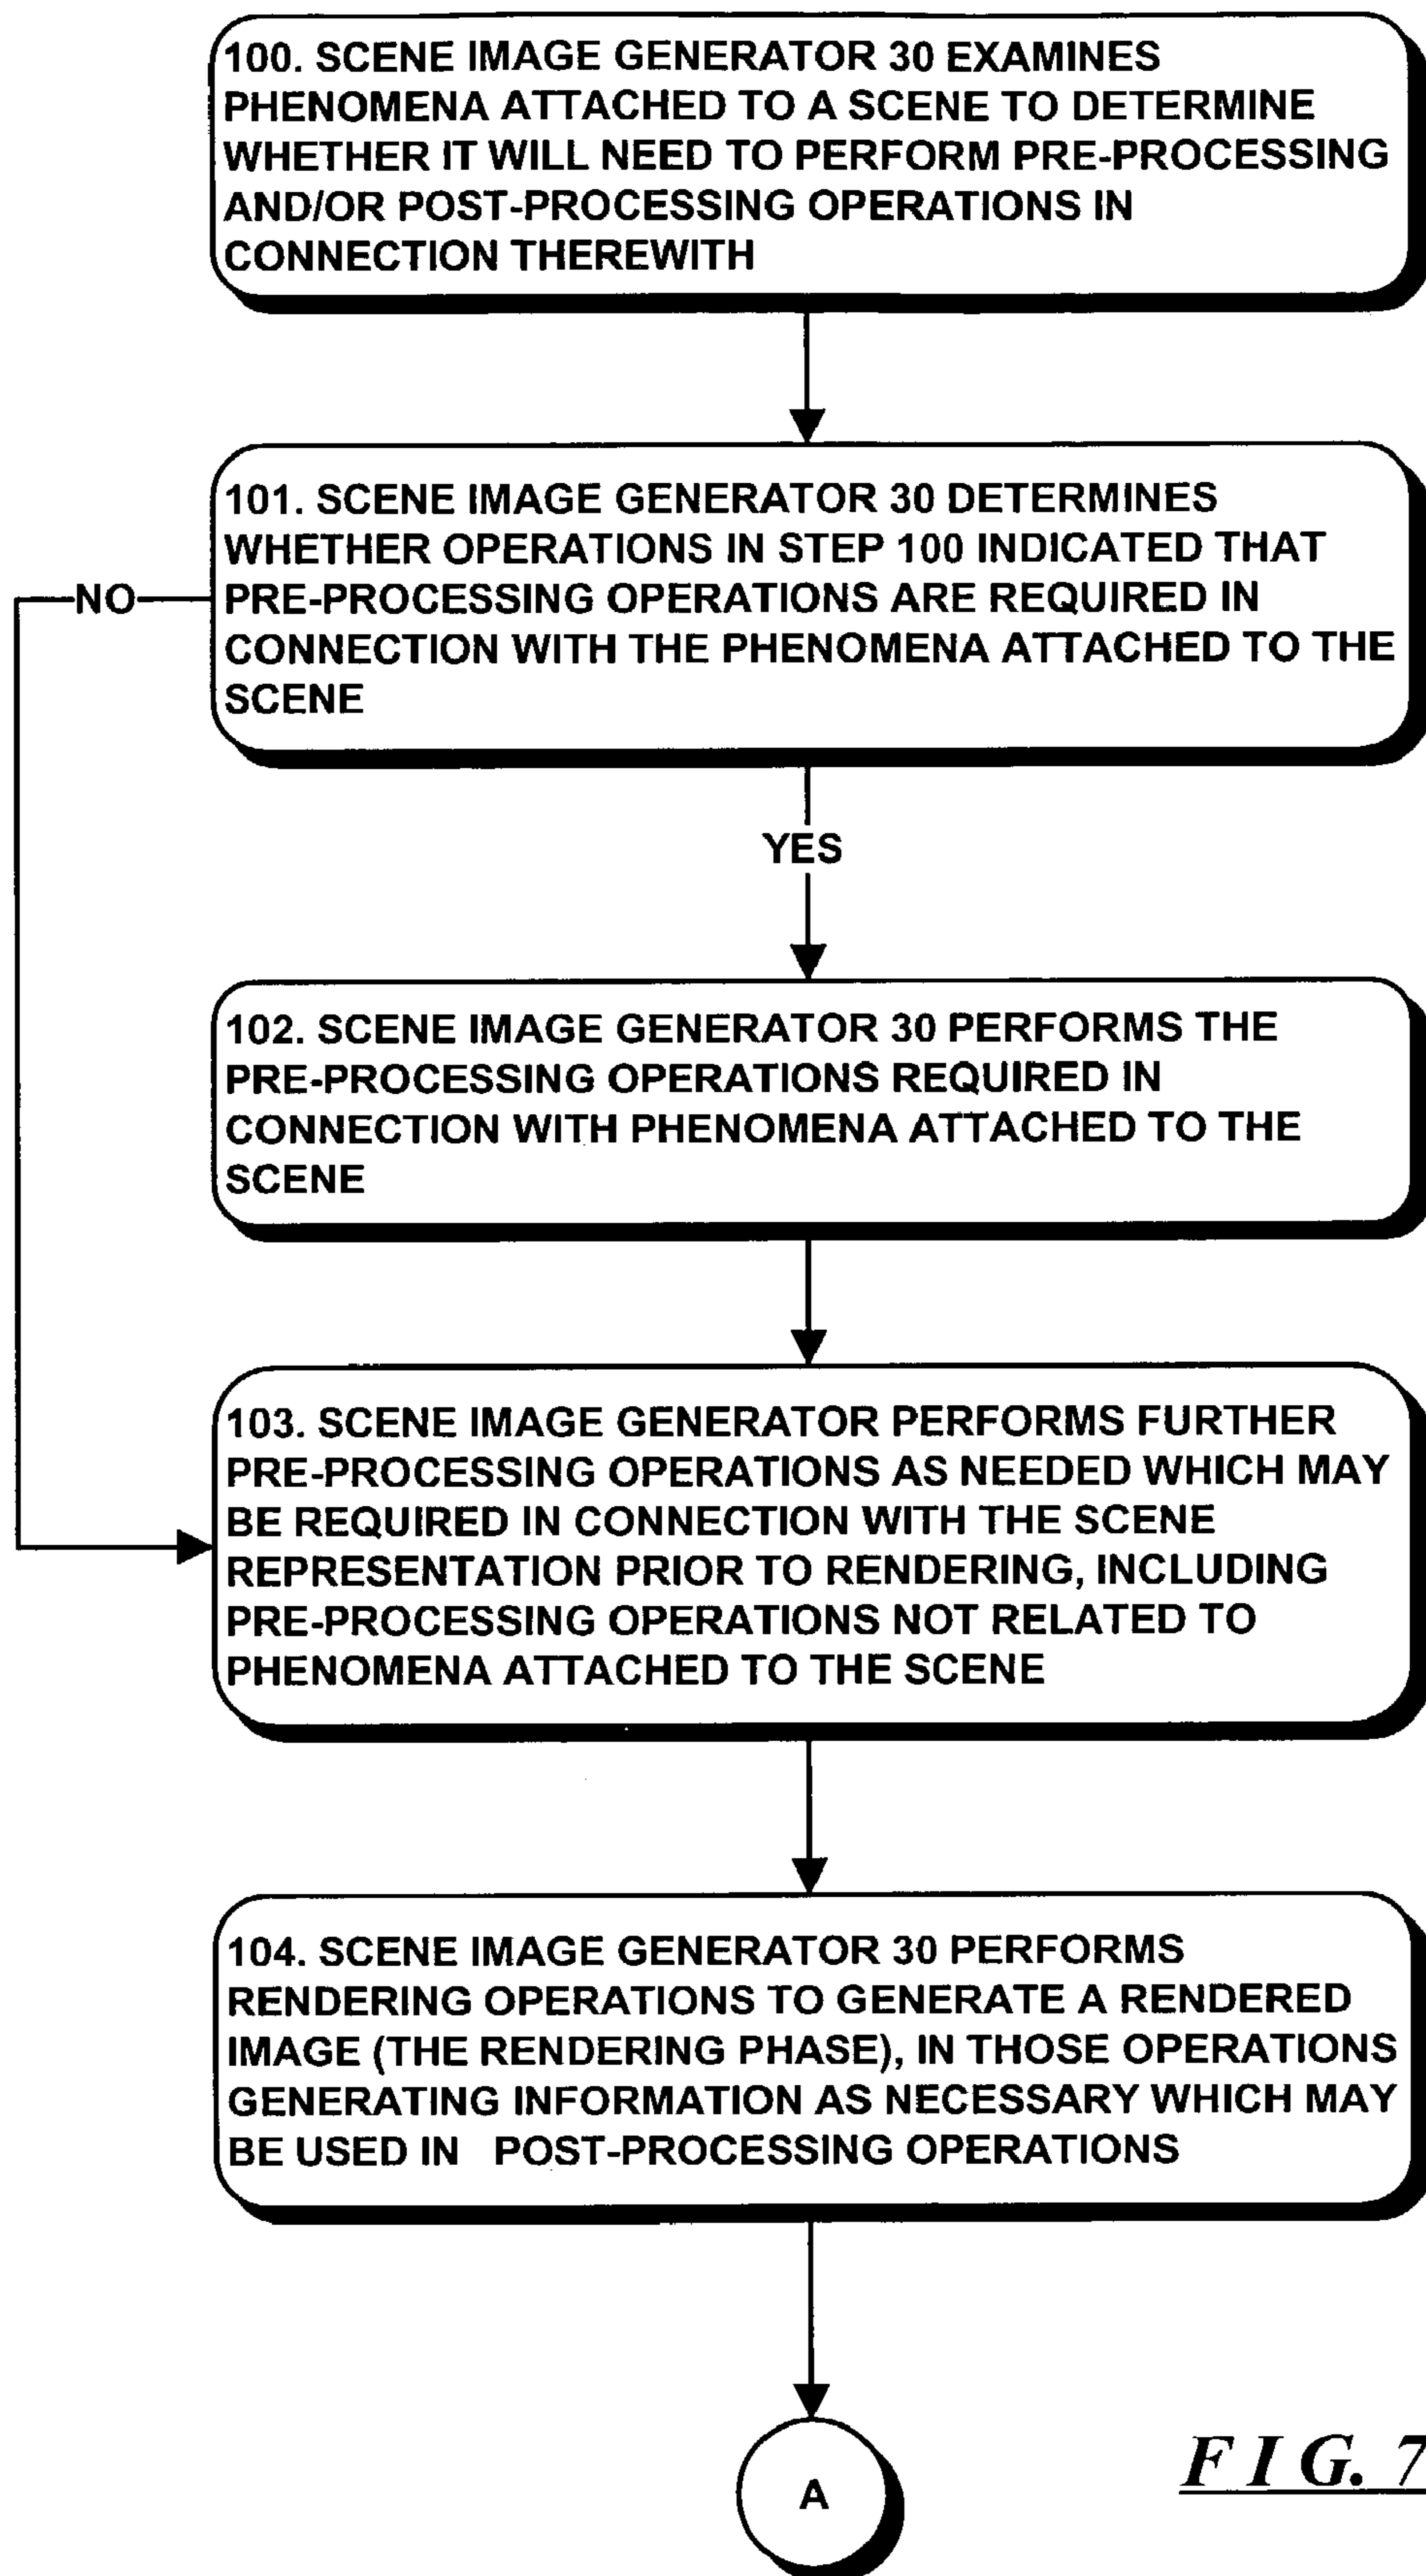 100. SCENE IMAGE GENERATOR 30 EXAMINES
PHENOMENA ATTACHED TO A SCENE TO DETERMINE
WHETHER IT WILL NEED TO PERFORM PRE-PROCESSING
AND/OR POST-PROCESSING OPERATIONS IN
CONNECTION THEREWITH
101. SCENE IMAGE GENERATOR 30 DETERMINES
WHETHER OPERATIONS IN STEP 100 INDICATED THAT
PRE-PROCESSING OPERATIONS ARE REQUIRED IN
CONNECTION WITH THE PHENOMENA ATTACHED TO THE
SCENE
NO
YES
102. SCENE IMAGE GENERATOR 30 PERFORMS THE
PRE-PROCESSING OPERATIONS REQUIRED IN
CONNECTION WITH PHENOMENA ATTACHED TO THE
SCENE
103. SCENE IMAGE GENERATOR PERFORMS FURTHER
PRE-PROCESSING OPERATIONS AS NEEDED WHICH MAY
BE REQUIRED IN CONNECTION WITH THE SCENE
REPRESENTATION PRIOR TO RENDERING, INCLUDING
PRE-PROCESSING OPERATIONS NOT RELATED TO
PHENOMENA ATTACHED TO THE SCENE
104. SCENE IMAGE GENERATOR 30 PERFORMS
RENDERING OPERATIONS TO GENERATE A RENDERED
IMAGE (THE RENDERING PHASE), IN THOSE OPERATIONS
GENERATING INFORMATION AS NECESSARY WHICH MAY
BE USED IN POST-PROCESSING OPERATIONS
A
FIG. 7